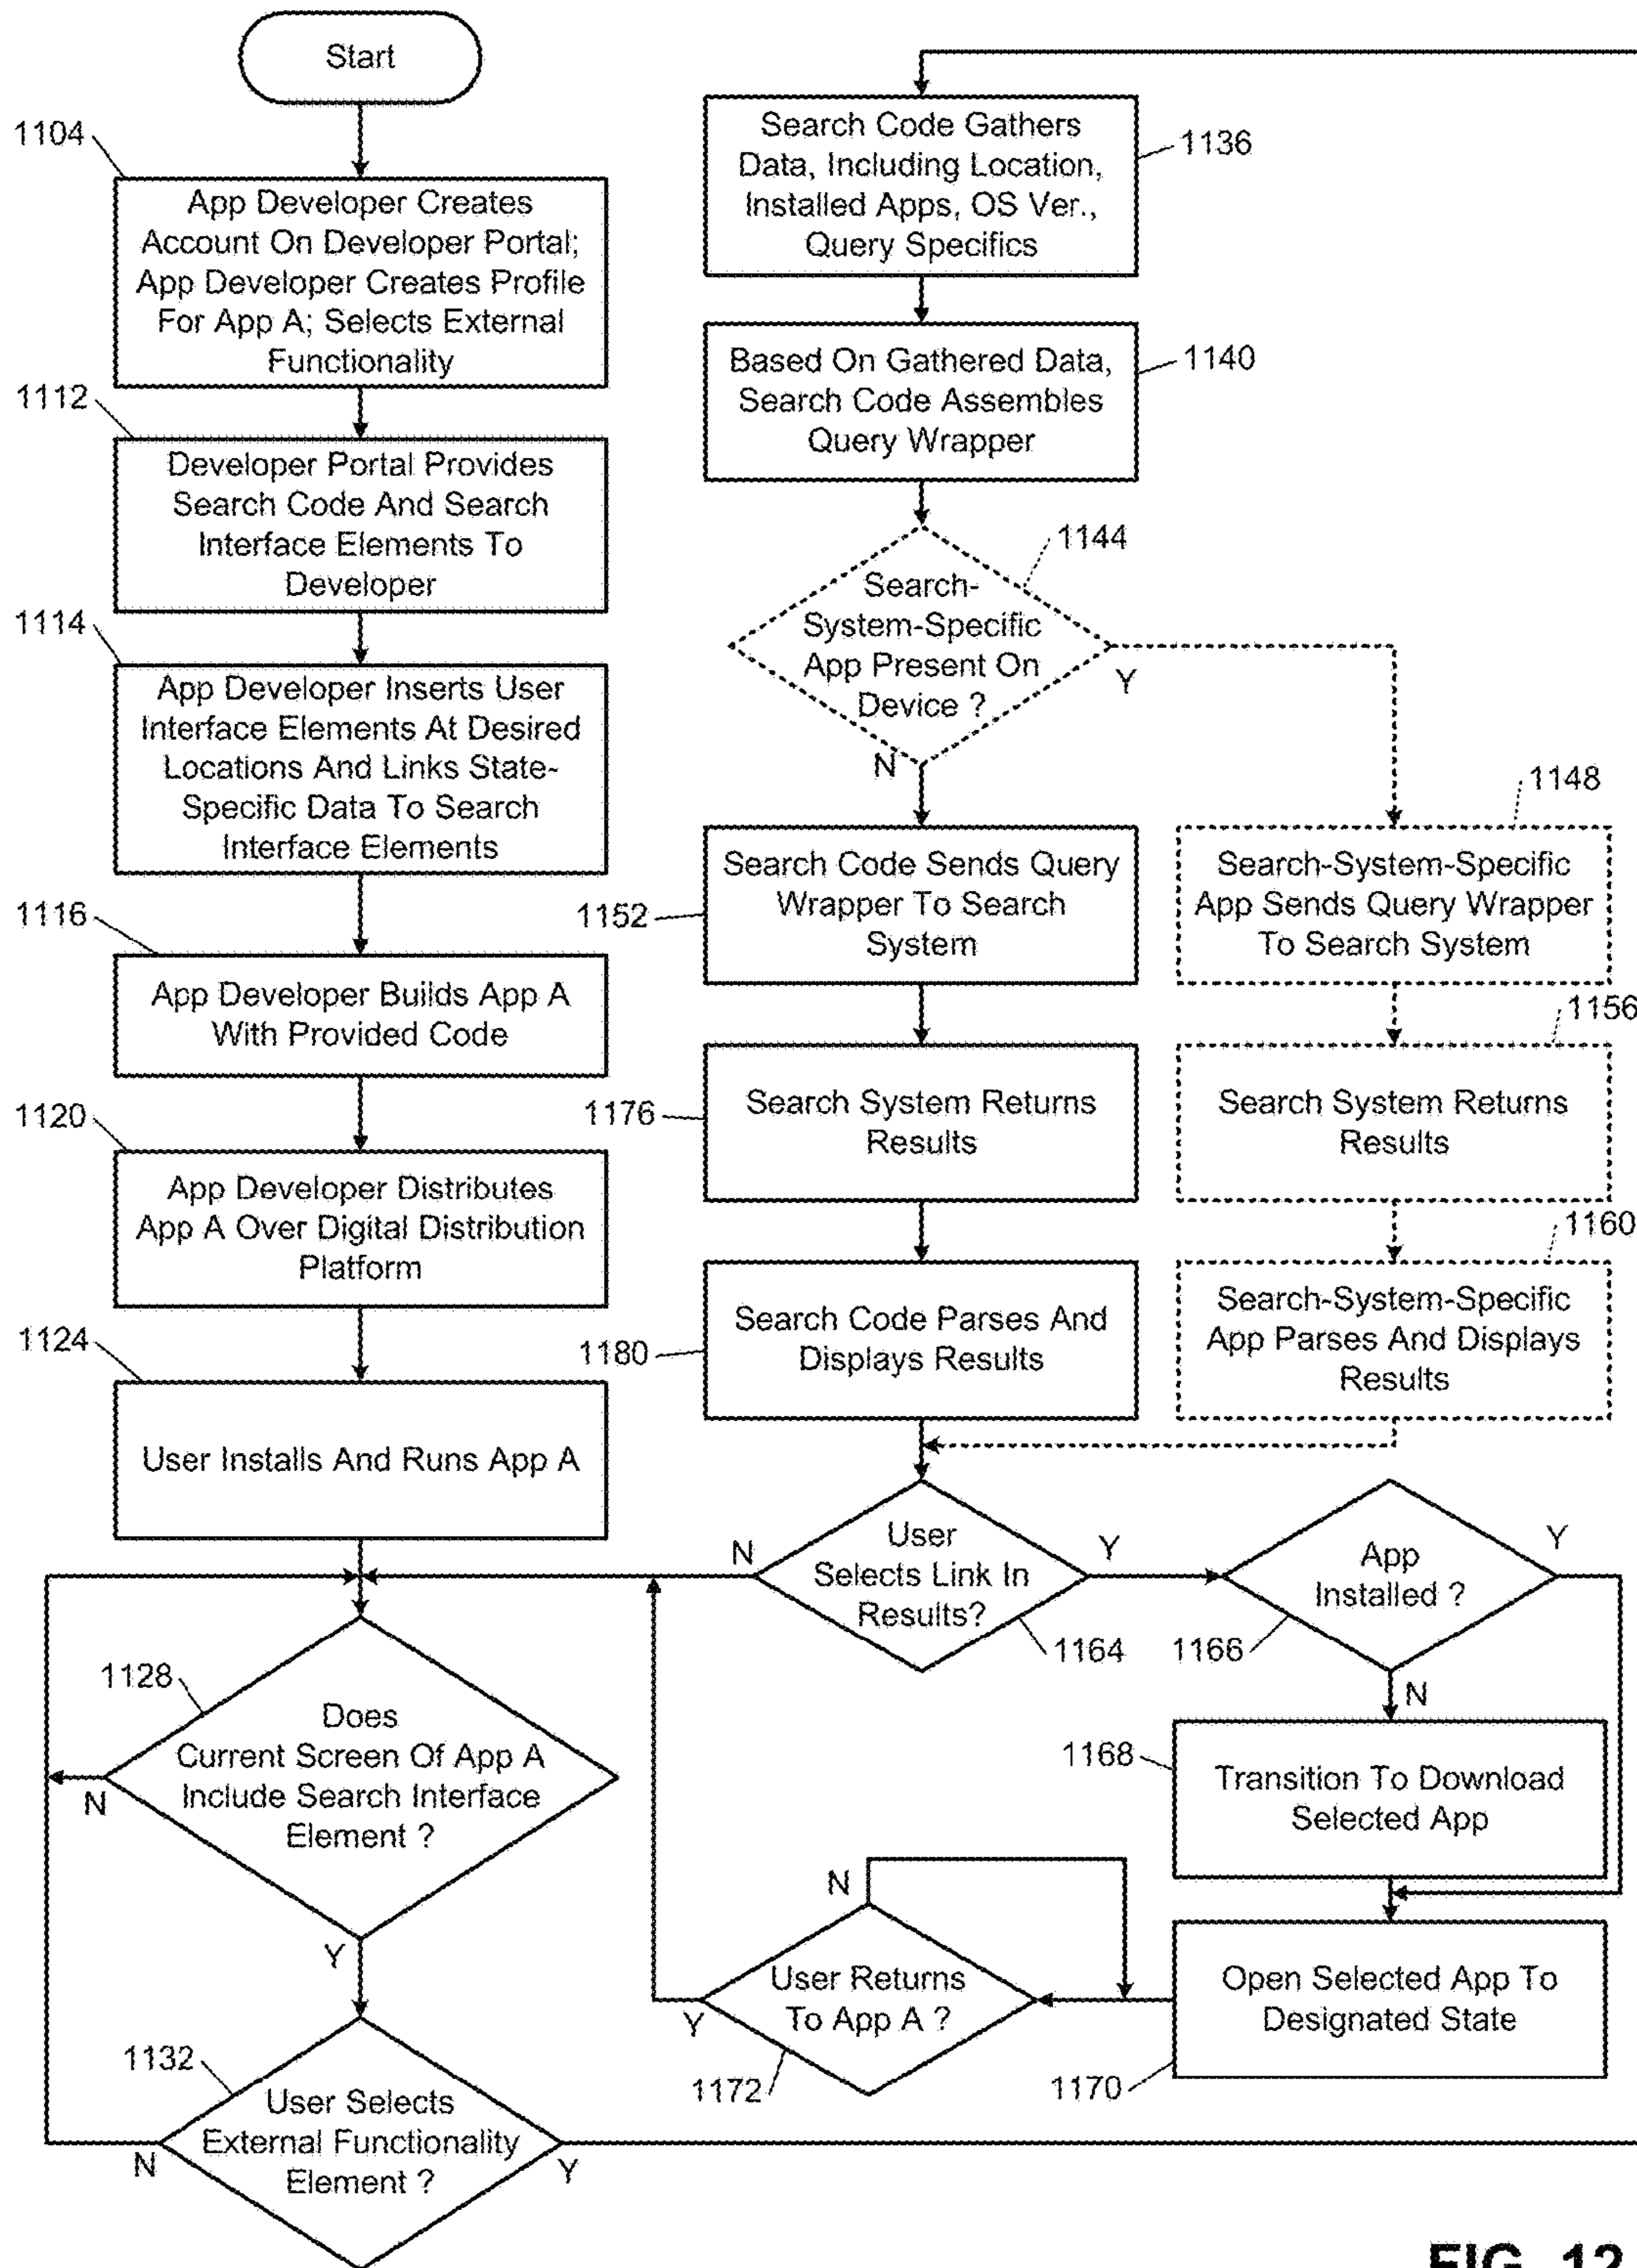 Start
1104
App Developer Creates
Account On Developer Portal;
App Developer Creates Profile
For App A; Selects External
Functionality
1112
Developer Portal Provides
Search Code And Search
Interface Elements To
Developer
1114
App Developer Inserts User
Interface Elements At Desired
Locations And Links State-
Specific Data To Search
Interface Elements
1116
App Developer Builds App A
With Provided Code
1120
App Developer Distributes
App A Over Digital Distribution
Platform
1124
User Installs And Runs App A
1128
Does
Current Screen Of App A
Include Search Interface
Element ?
N
Y
1132
User Selects
External Functionality
Element ?
N
Y
Search Code Gathers
Data, Including Location,
Installed Apps, OS Ver.,
Query Specifics
1136
Based On Gathered Data,
Search Code Assembles
Query Wrapper
1140
1144
Search-
System-Specific
App Present On
Device ?
Y
N
1148
Search Code Sends Query
Wrapper To Search
System
1152
Search-System-Specific
App Sends Query Wrapper
To Search System
1156
Search System Returns
Results
1176
Search System Returns
Results
1160
Search Code Parses And
Displays Results
1180
Search-System-Specific
App Parses And Displays
Results
N
User
Selects Link In
Results?
Y
1164
App
Installed ?
Y
1166
N
1168
Transition To Download
Selected App
N
User Returns
To App A ?
Y
1172
Open Selected App To
Designated State
1170
FIG. 12